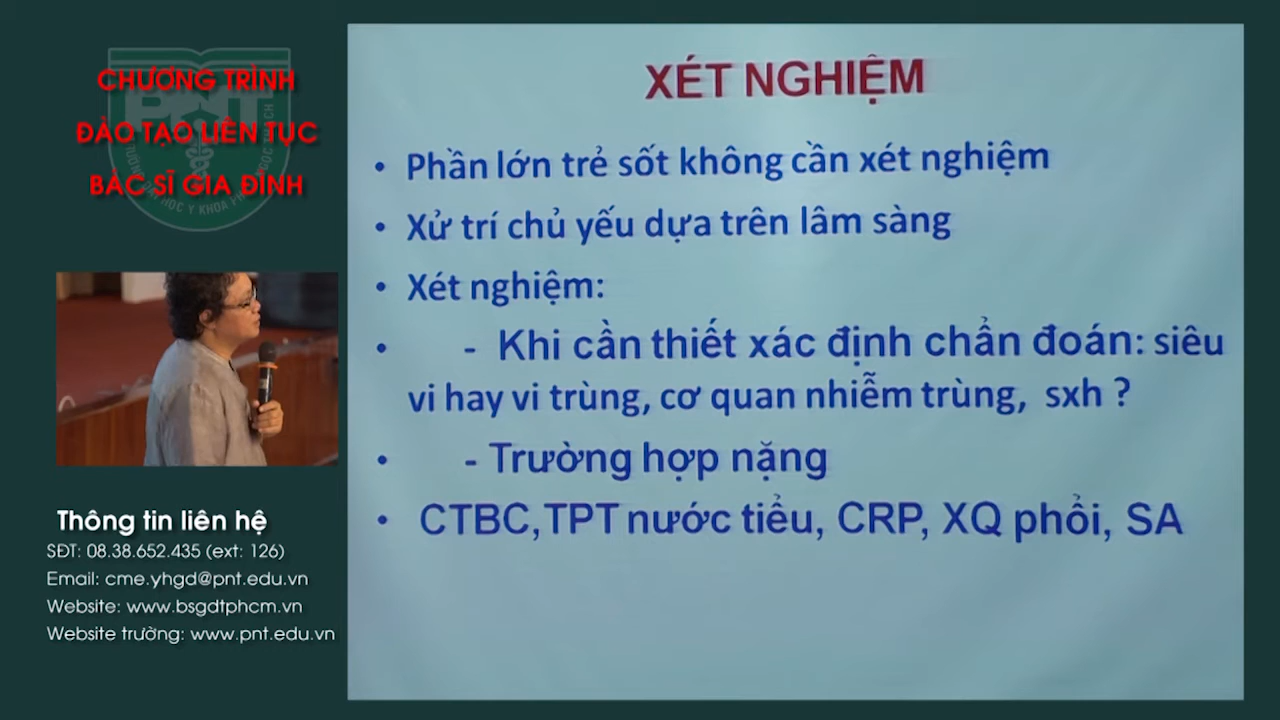 CHƯƠNG TRÌNH
ĐÀO TẠO LIÊN TỤC
BÁC SĨ GIA ĐÌNH
PNT
Thông tin liên hệ
SĐT: 08.38.652.435 (ext: 126)
Email: cme.yhgd@pnt.edu.vn
Website: www.bsgdtphcm.vn
Website trường: www.pnt.edu.vn
XÉT NGHIỆM
• Phần lớn trẻ sốt không cần xét nghiệm
• Xử trí chủ yếu dựa trên lâm sàng
• Xét nghiệm:
• - Khi cần thiết xác định chẩn đoán: siêu
vi hay vi trùng, cơ quan nhiễm trùng, sxh ?
• - Trường hợp nặng
• CTBC,TPT nước tiểu, CRP, XQ phổi, SA